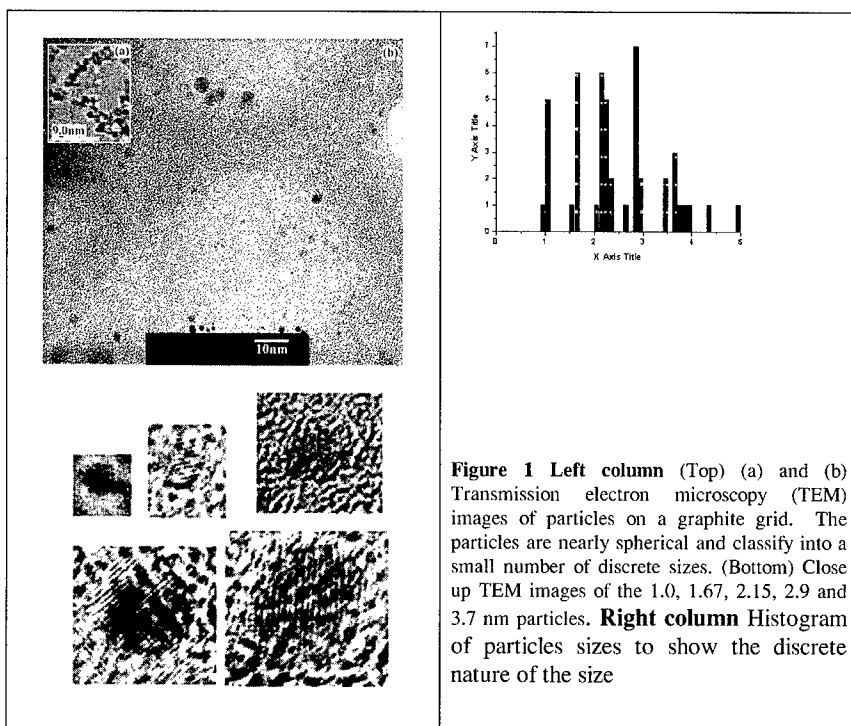 (a)
(b)
9.0nm
10nm
7
6
5
4
3
2
1
0
Y Axis Title
0 1 2 3 4 5
X Axis Title
Figure 1 Left column (Top) (a) and (b)
Transmission electron microscopy (TEM)
images of particles on a graphite grid. The
particles are nearly spherical and classify into a
small number of discrete sizes. (Bottom) Close
up TEM images of the 1.0, 1.67, 2.15, 2.9 and
3.7 nm particles. Right column Histogram
of particles sizes to show the discrete
nature of the size